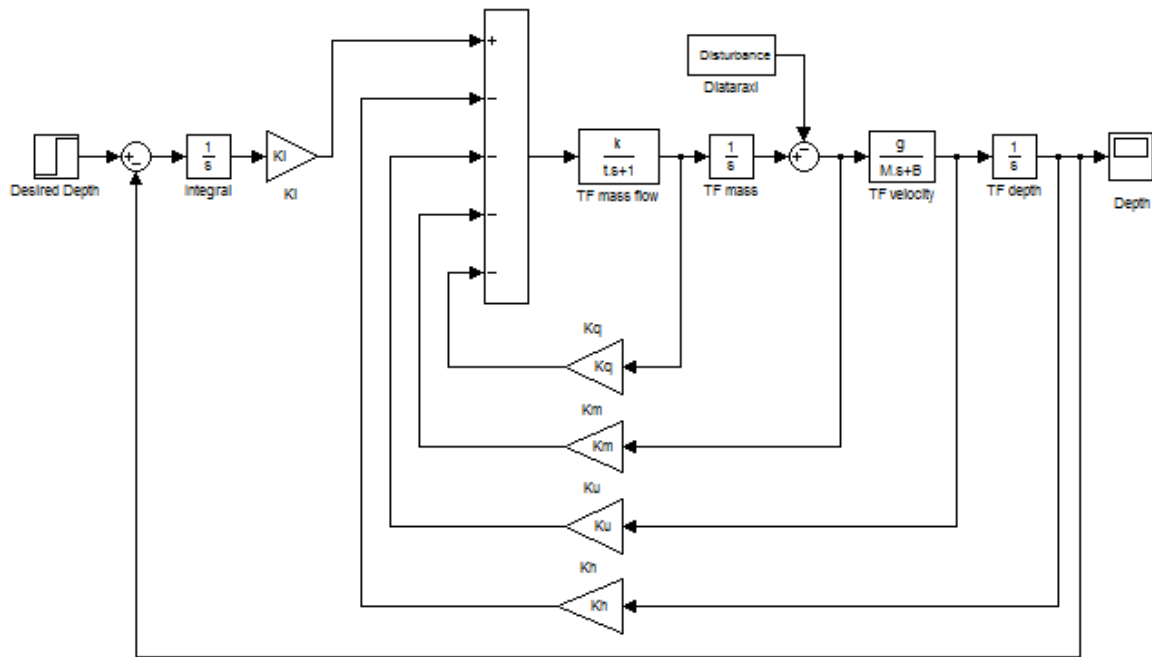 Disturbance
Diataraxi
+
−
−
−
−
Desired Depth
+
−
1
s
Integral
KI
KI
k
t.s+1
TF mass flow
1
s
TF mass
+
−
g
M.s+B
TF velocity
1
s
TF depth
Depth
Kq
Kq
Km
Km
Ku
Ku
Kh
Kh